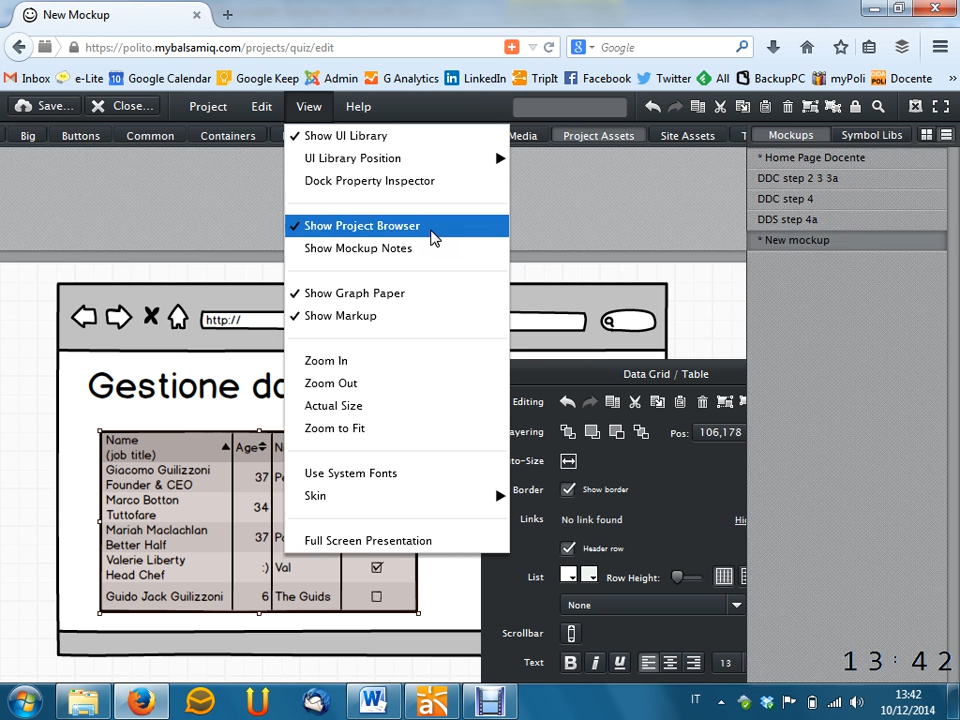 New Mockup
https://polito.mybalsamiq.com/projects/quiz/edit
Google
Inbox
e-Lite
Google Calendar
Google Keep
Admin
G Analytics
LinkedIn
TripIt
Facebook
Twitter
All
BackupPC
myPoli
Docente
Save...
Close...
Project
Edit
View
Help
Big
Buttons
Common
Containers
Media
Project Assets
Site Assets
Mockups
Symbol Libs
Show UI Library
UI Library Position
Dock Property Inspector
Show Project Browser
Show Mockup Notes
Show Graph Paper
Show Markup
Zoom In
Zoom Out
Actual Size
Zoom to Fit
Use System Fonts
Skin
Full Screen Presentation
* Home Page Docente
DDC step 2 3 3a
DDC step 4
DDS step 4a
* New mockup
http://
Gestione do
Name
(job title)
Age
Giacomo Guilizzoni
Founder & CEO
37
Marco Botton
Tuttofare
34
Mariah Maclachlan
Better Half
37
Valerie Liberty
Head Chef
:)
Val
Guido Jack Guilizzoni
6
The Guids
Data Grid / Table
Editing
ayering
Pos:
106,178
to-Size
Border
Show border
Links
No link found
Hi
Header row
List
Row Height:
None
Scrollbar
Text
B i U
13
13:42
IT
13:42
10/12/2014